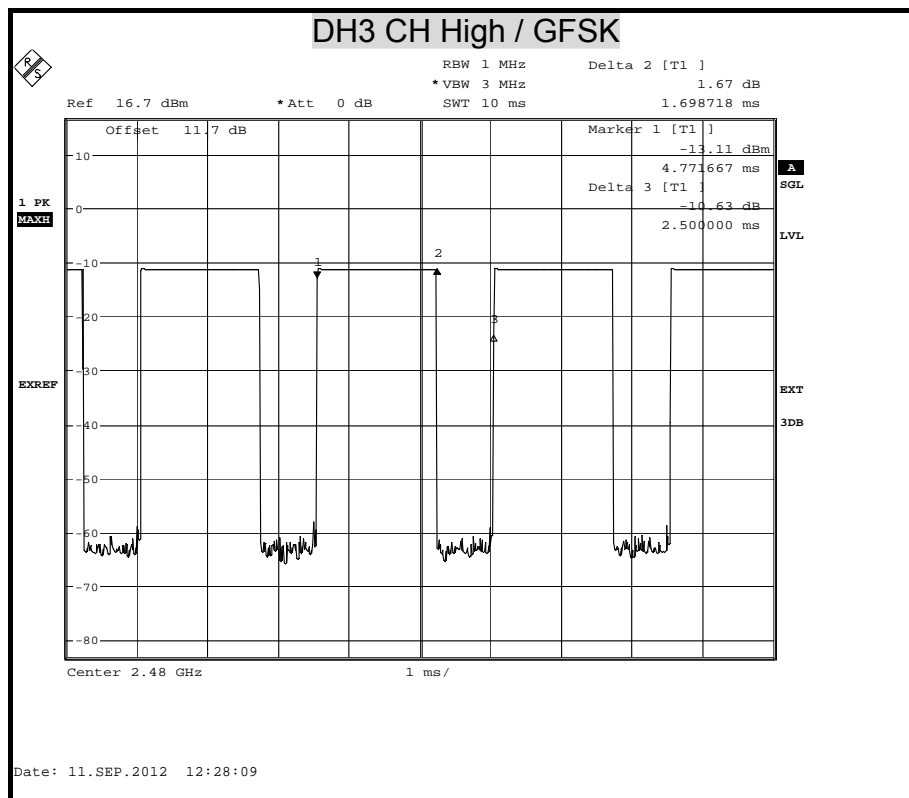 DH3 CH High / GFSK
R S
RBW 1 MHz Delta 2 [T1 ]
*VBW 3 MHz 1.67 dB
Ref 16.7 dBm *Att 0 dB SWT 10 ms 1.698718 ms
Offset 11.7 dB Marker 1 [T1 ]
-13.11 dBm
4.771667 ms
Delta 3 [T1 ]
-10.63 dB
2.500000 ms
A
SGL
1 PK
MAXH
LVL
10
0
-10
-20
-30
-40
-50
-60
-70
-80
1
2
3
EXREF
EXT
3DB
Center 2.48 GHz 1 ms/
Date: 11.SEP.2012 12:28:09